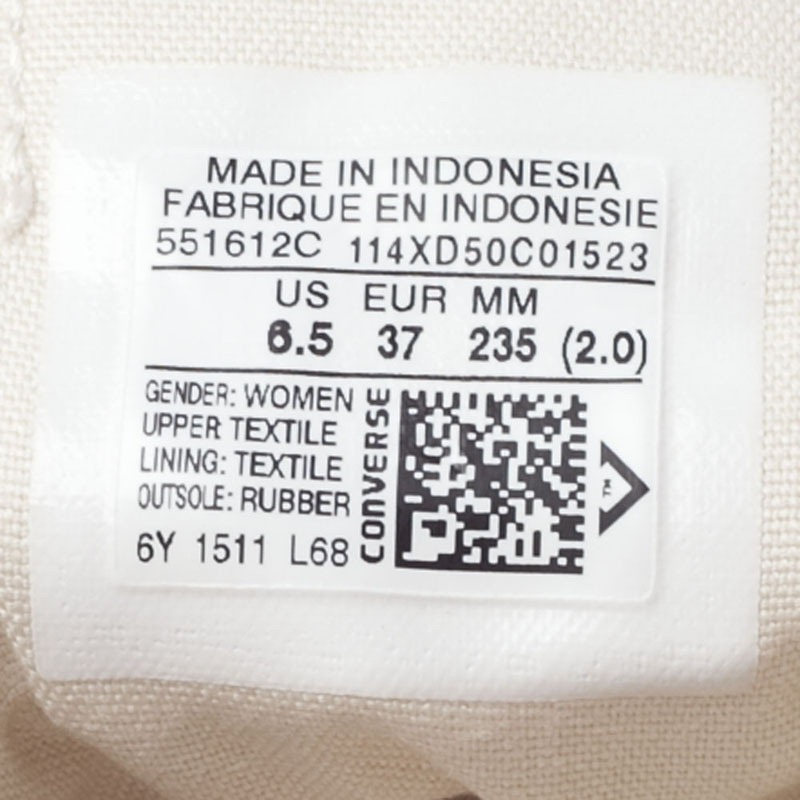 MADE IN INDONESIA
FABRIQUE EN INDONESIE
551612C 114XD50C01523
US EUR MM
6.5 37 235 (2.0)
GENDER: WOMEN
UPPER TEXTILE
LINING: TEXTILE
OUTSOLE: RUBBER
6Y 1511 L68
CONVERSE
TM